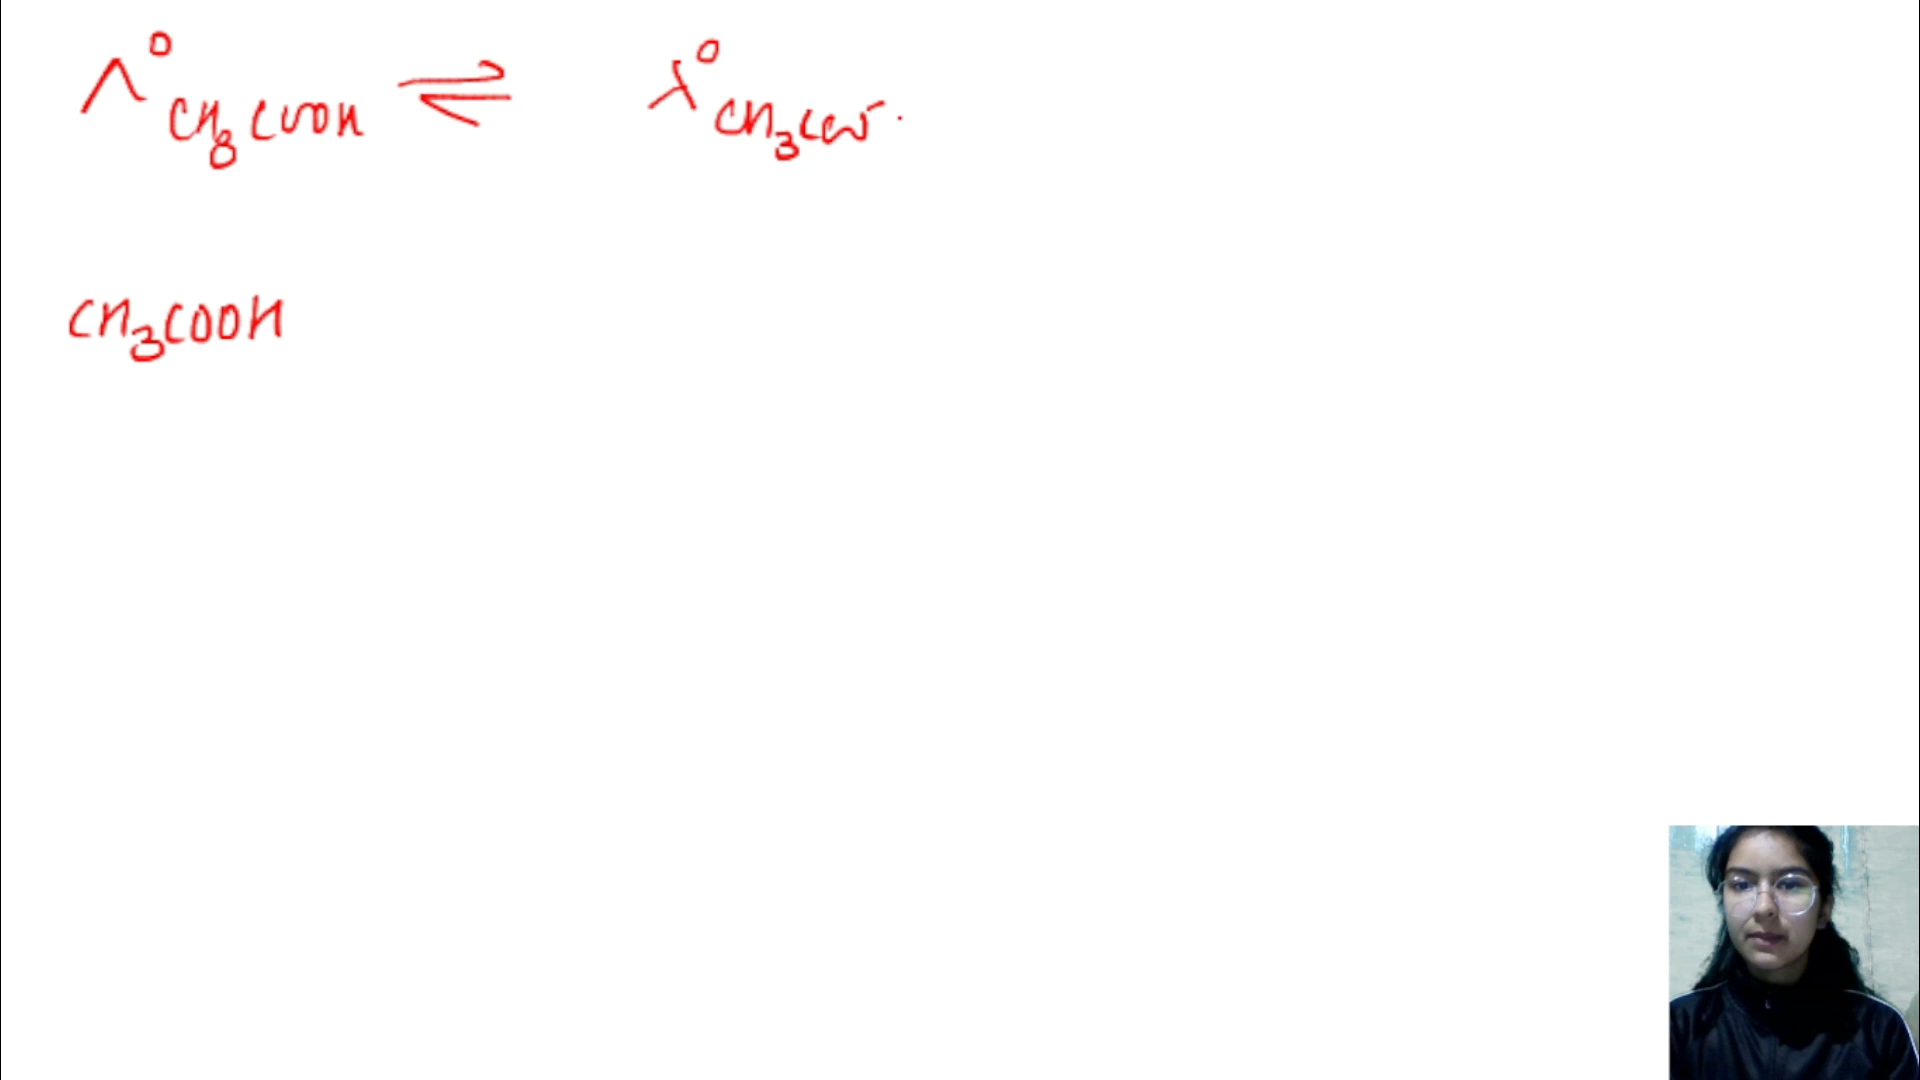 Λ° CH₃COOH ⇌ λ° CH₃COO⁻
CH₃COOH